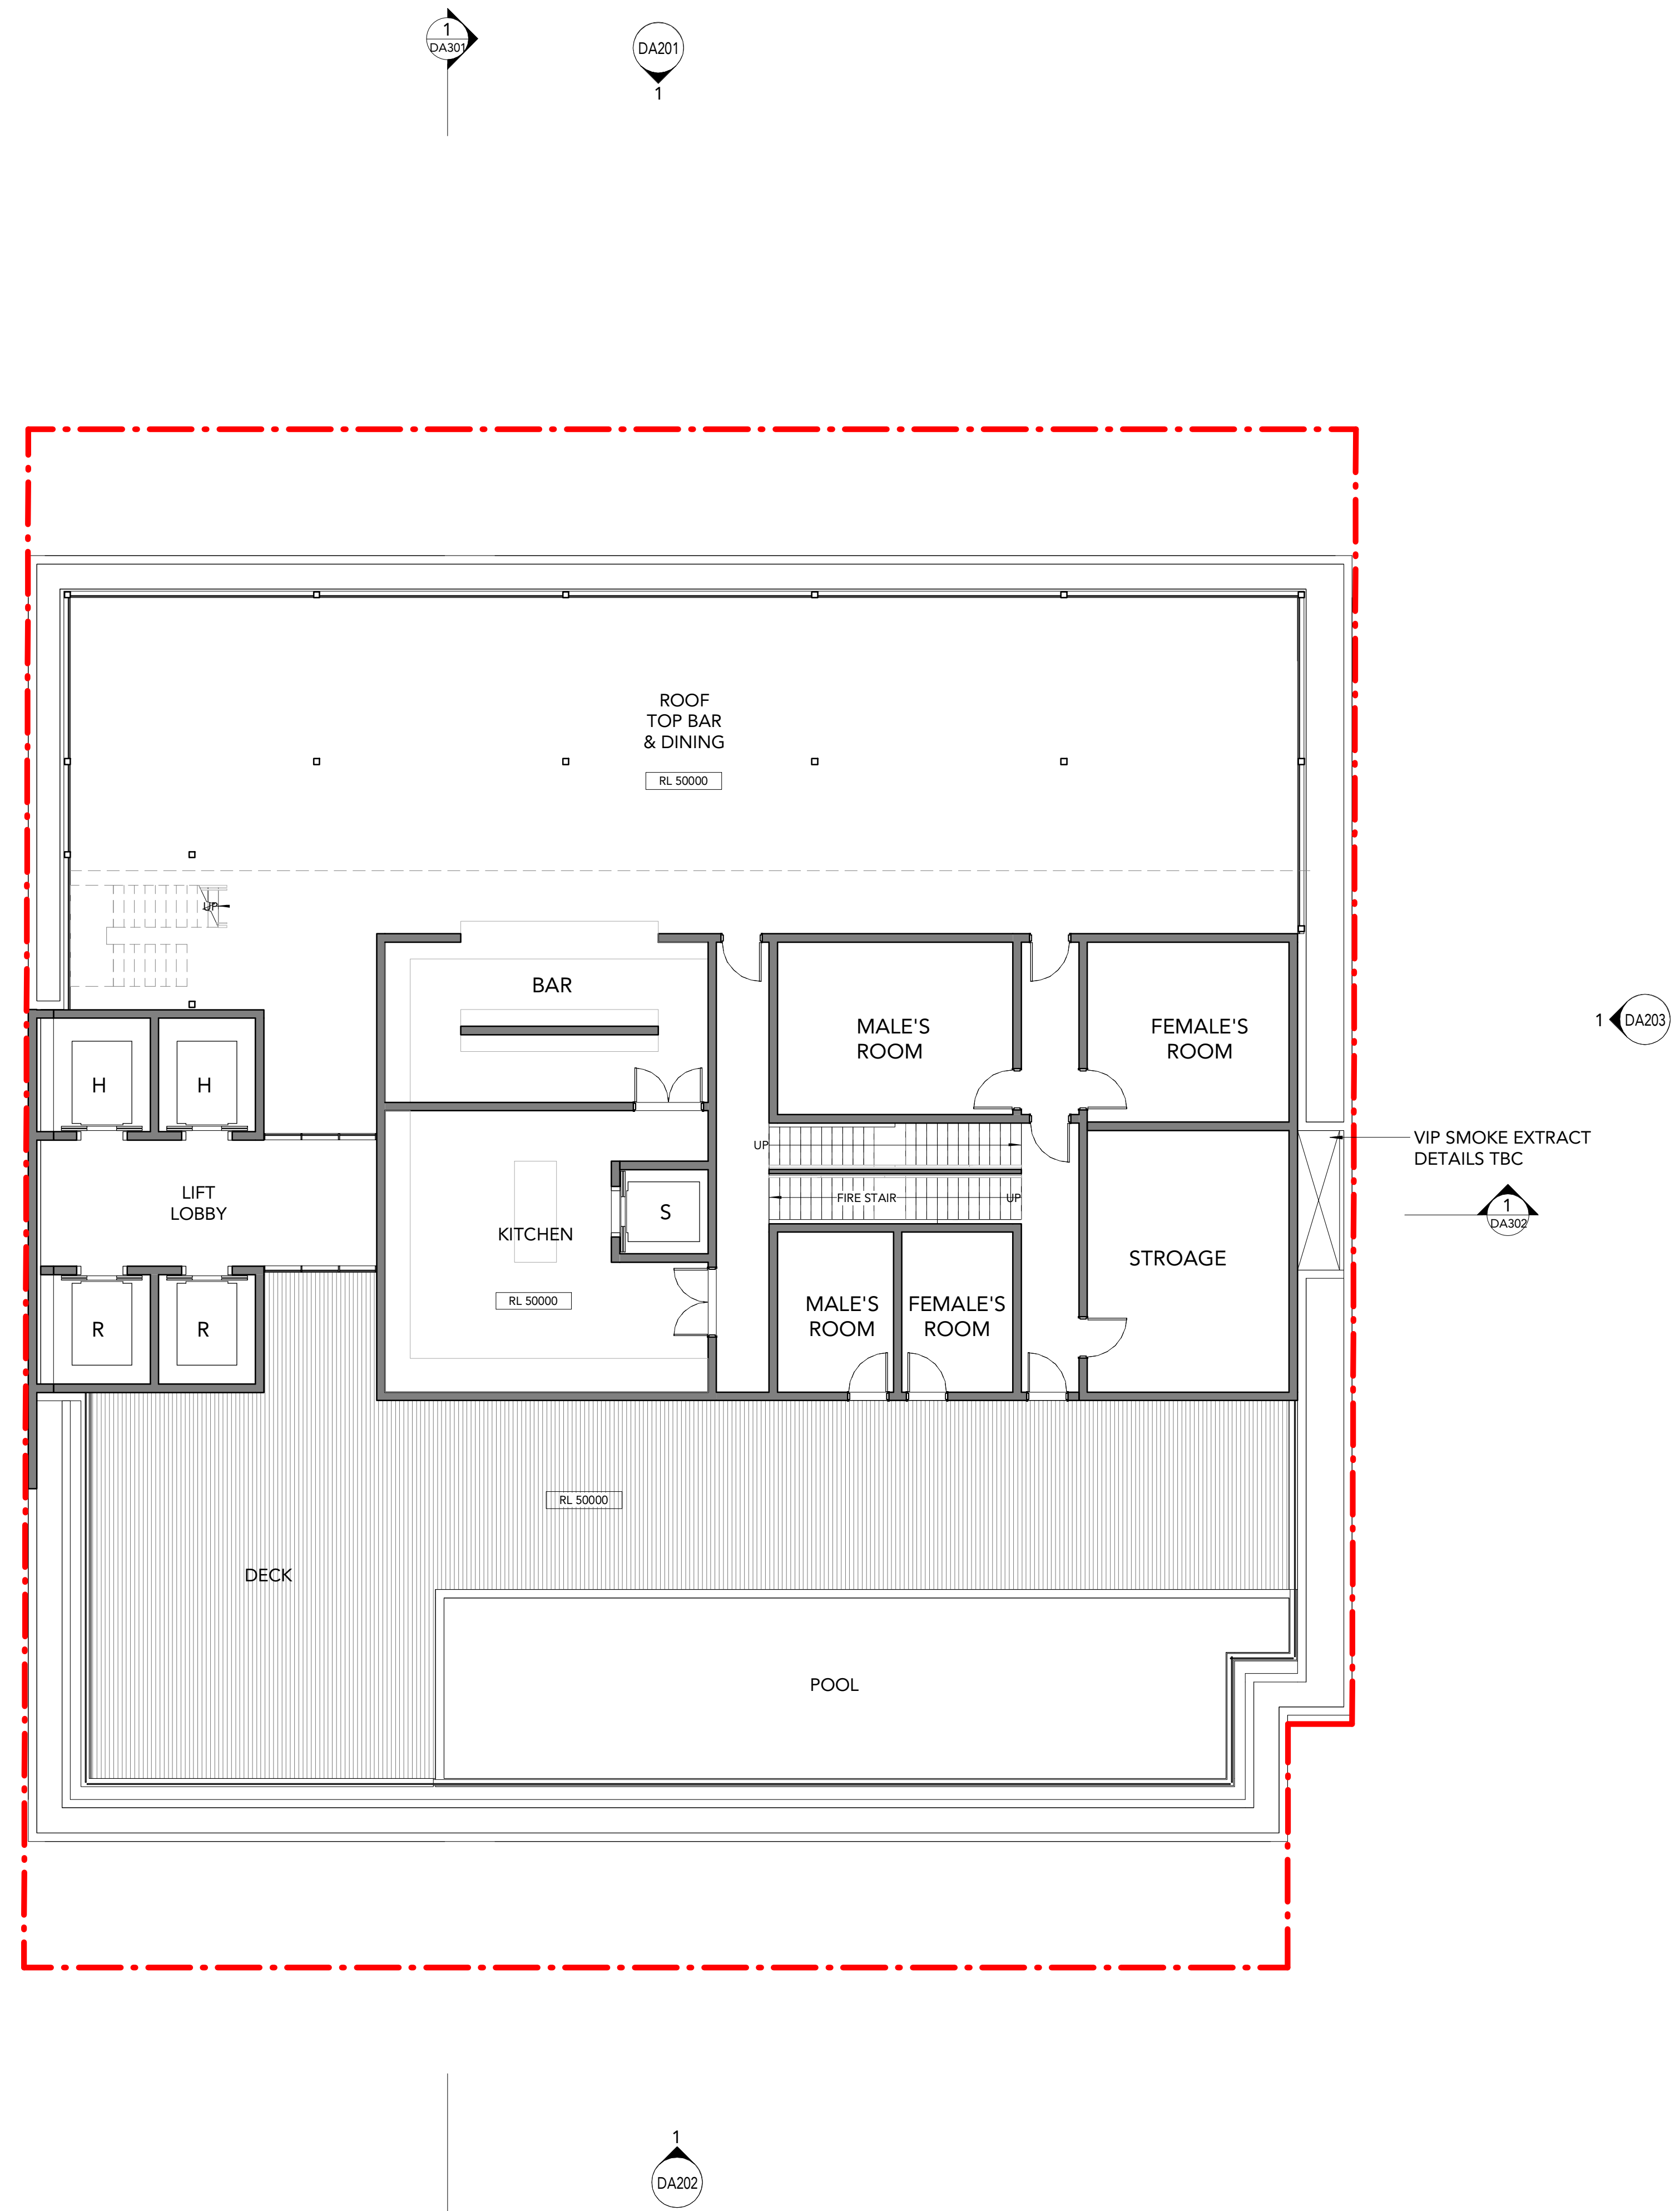 1
DA301
DA201
1
ROOF
TOP BAR
& DINING
RL 50000
UP
BAR
MALE'S
ROOM
FEMALE'S
ROOM
1
DA203
H
H
UP
VIP SMOKE EXTRACT
DETAILS TBC
LIFT
LOBBY
FIRE STAIR
UP
S
KITCHEN
1
DA302
STROAGE
RL 50000
MALE'S
ROOM
FEMALE'S
ROOM
R
R
RL 50000
DECK
POOL
1
DA202